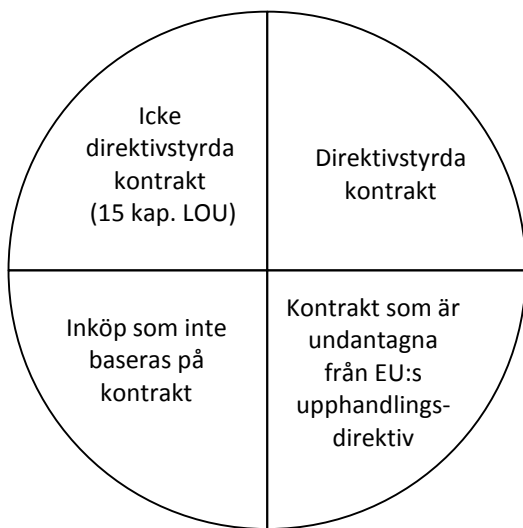 Icke
direktivstyrda
kontrakt
(15 kap. LOU)
Direktivstyrda
kontrakt
Inköp som inte
baseras på
kontrakt
Kontrakt som är
undantagna
från EU:s
upphandlings-
direktiv